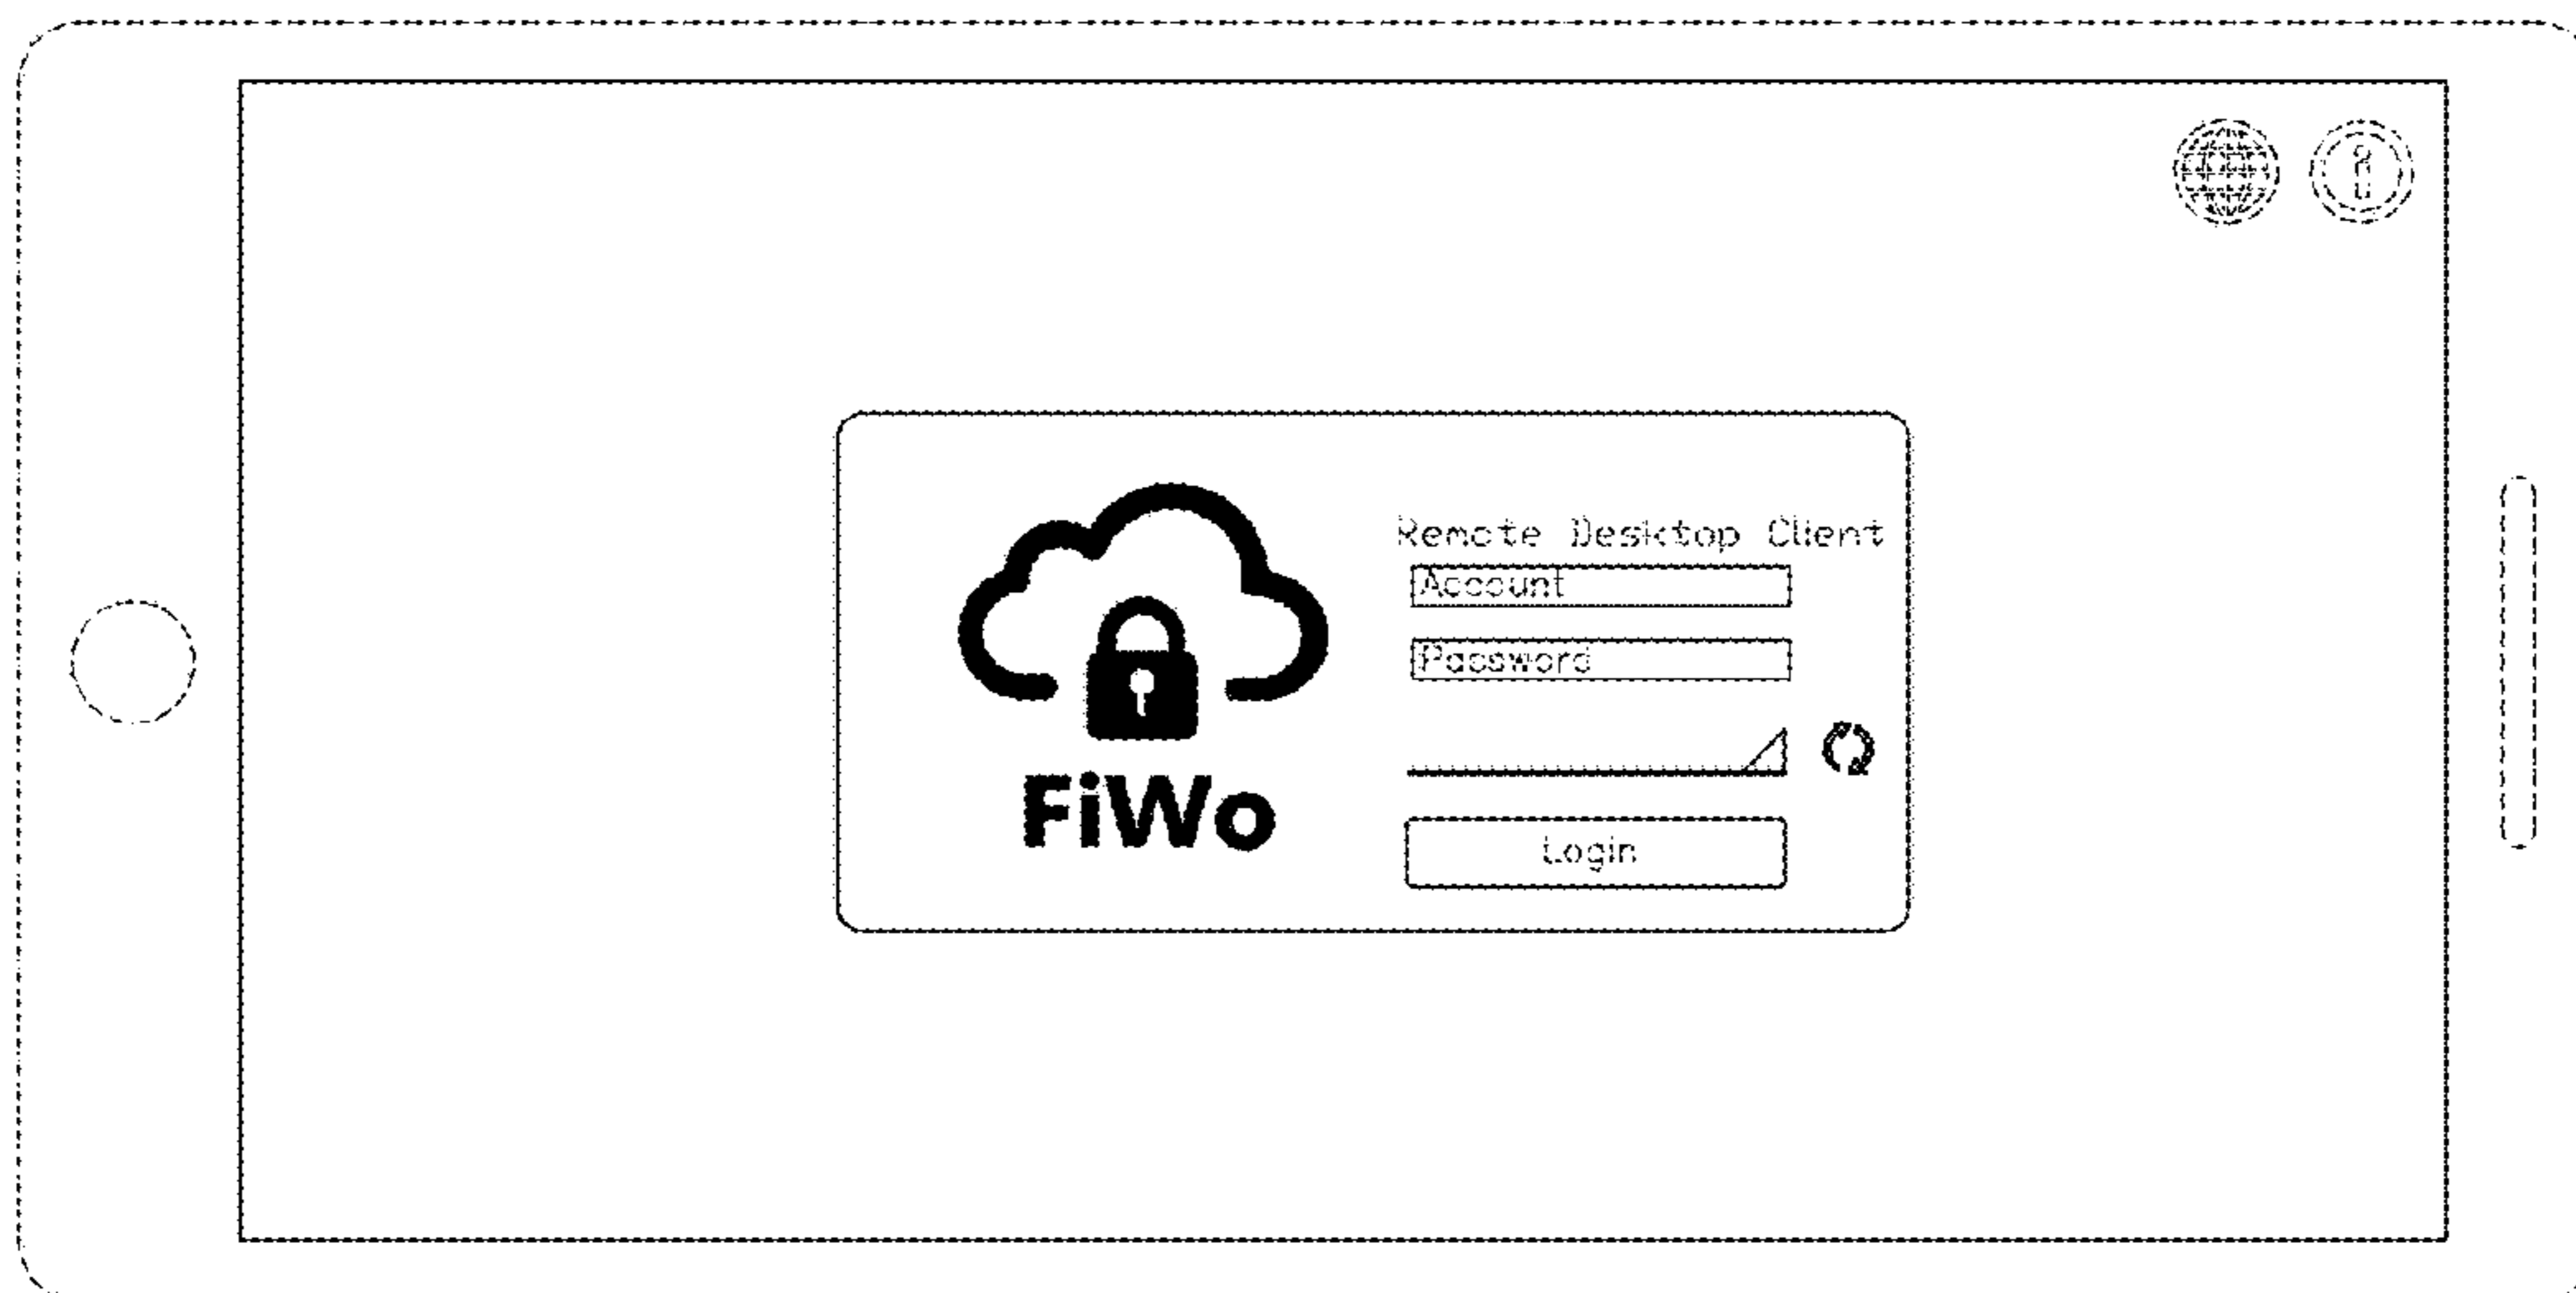 Remote Desktop Client
Account
Password
Login
FiWo